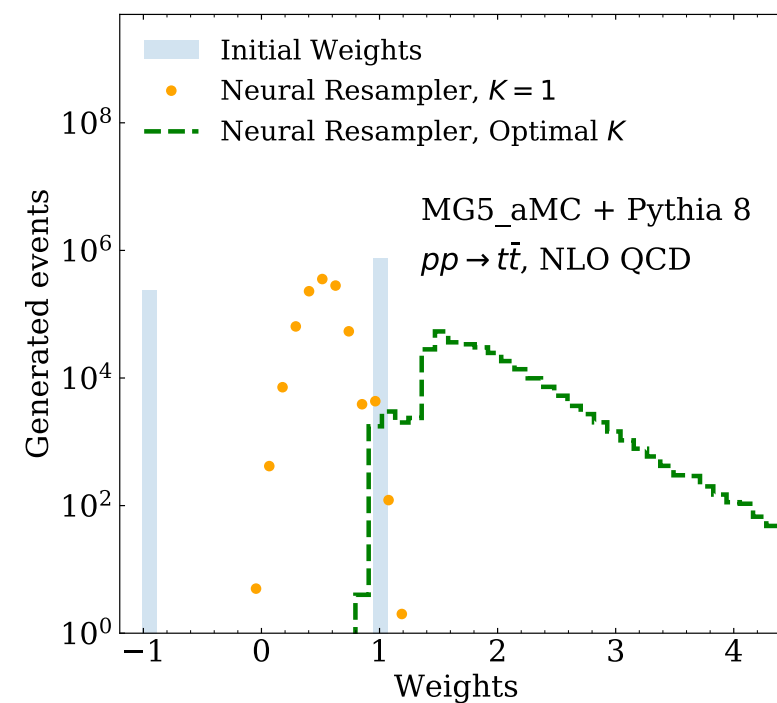 Initial Weights
Neural Resampler, K = 1
Neural Resampler, Optimal K
MG5_aMC + Pythia 8
pp → tt̄, NLO QCD
Generated events
10⁸
10⁶
10⁴
10²
10⁰
−1 0 1 2 3 4
Weights